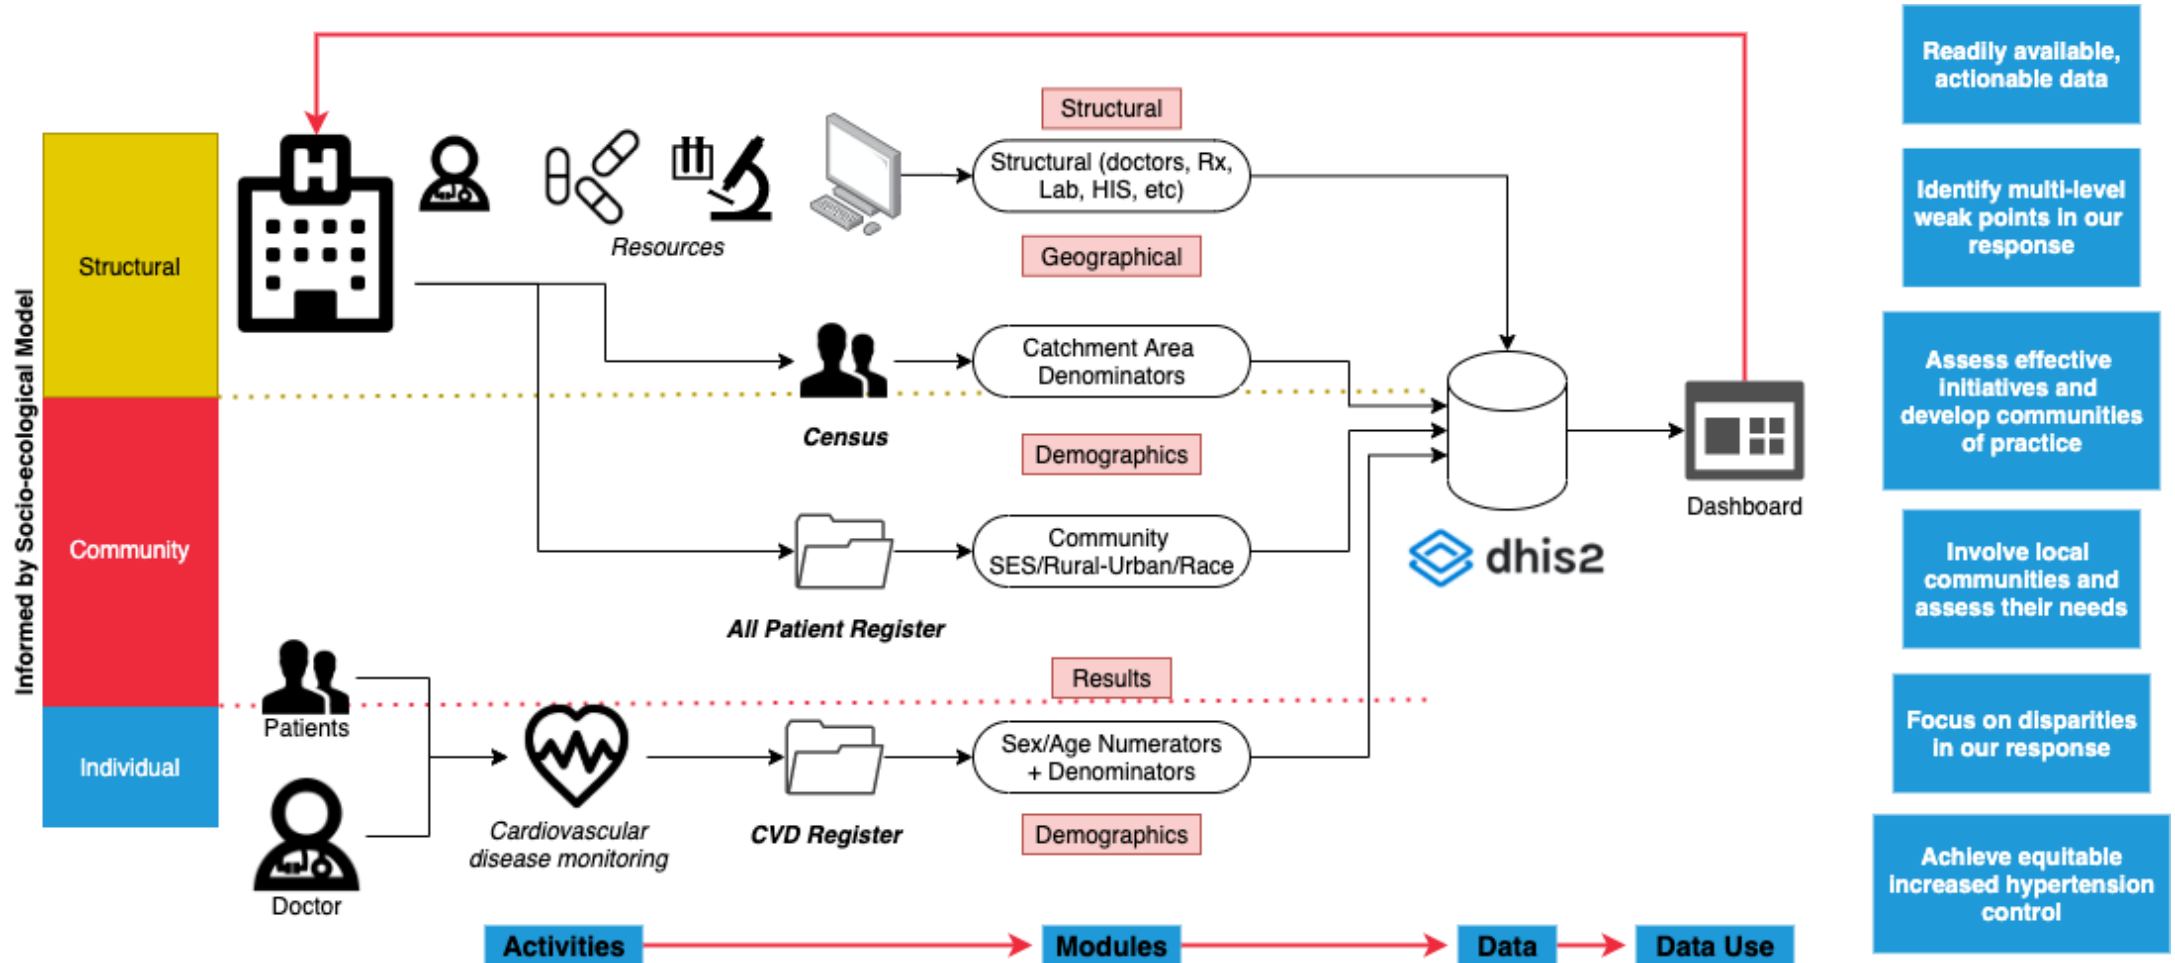 Informed by Socio-ecological Model
Structural
Community
Individual
Resources
Structural
Structural (doctors, Rx,
Lab, HIS, etc)
Geographical
Census
Catchment Area
Denominators
Demographics
All Patient Register
Community
SES/Rural-Urban/Race
Results
Patients
Doctor
Cardiovascular
disease monitoring
CVD Register
Sex/Age Numerators
+ Denominators
Demographics
dhis2
Dashboard
Activities
Modules
Data
Data Use
Readily available,
actionable data
Identify multi-level
weak points in our
response
Assess effective
initiatives and
develop communities
of practice
Involve local
communities and
assess their needs
Focus on disparities
in our response
Achieve equitable
increased hypertension
control